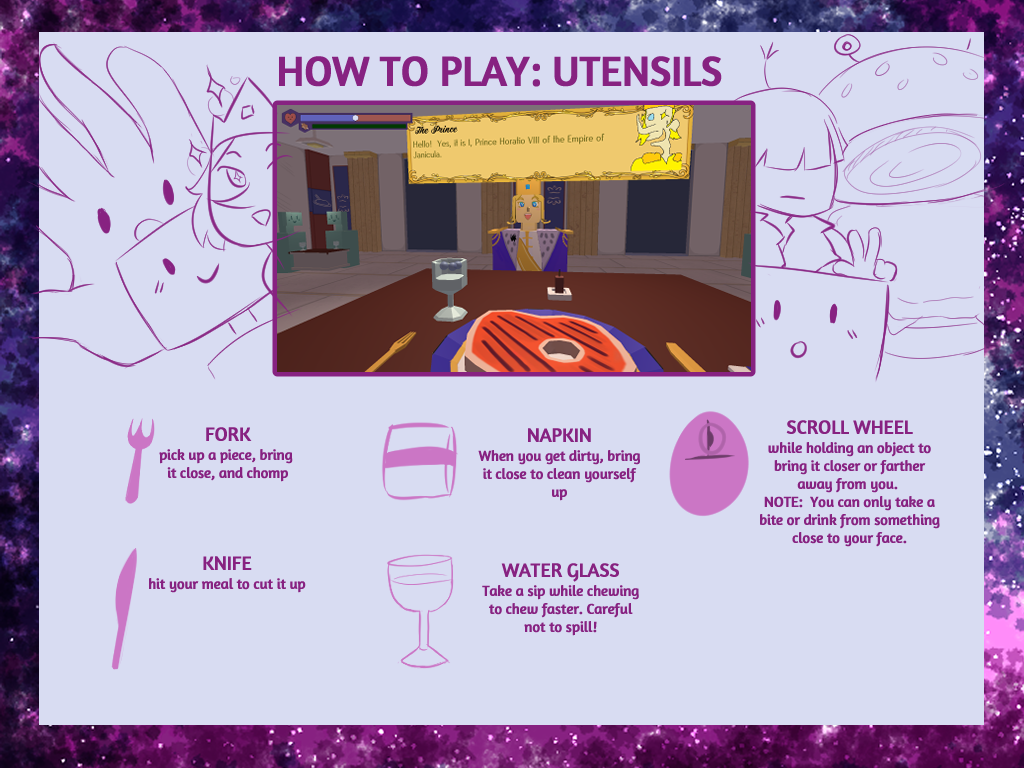 HOW TO PLAY: UTENSILS
The Prince
Hello! Yes, it is I, Prince Horatio VIII of the Empire of
Janicula.
FORK
pick up a piece, bring
it close, and chomp
NAPKIN
When you get dirty, bring
it close to clean yourself
up
SCROLL WHEEL
while holding an object to
bring it closer or farther
away from you.
NOTE: You can only take a
bite or drink from something
close to your face.
KNIFE
hit your meal to cut it up
WATER GLASS
Take a sip while chewing
to chew faster. Careful
not to spill!